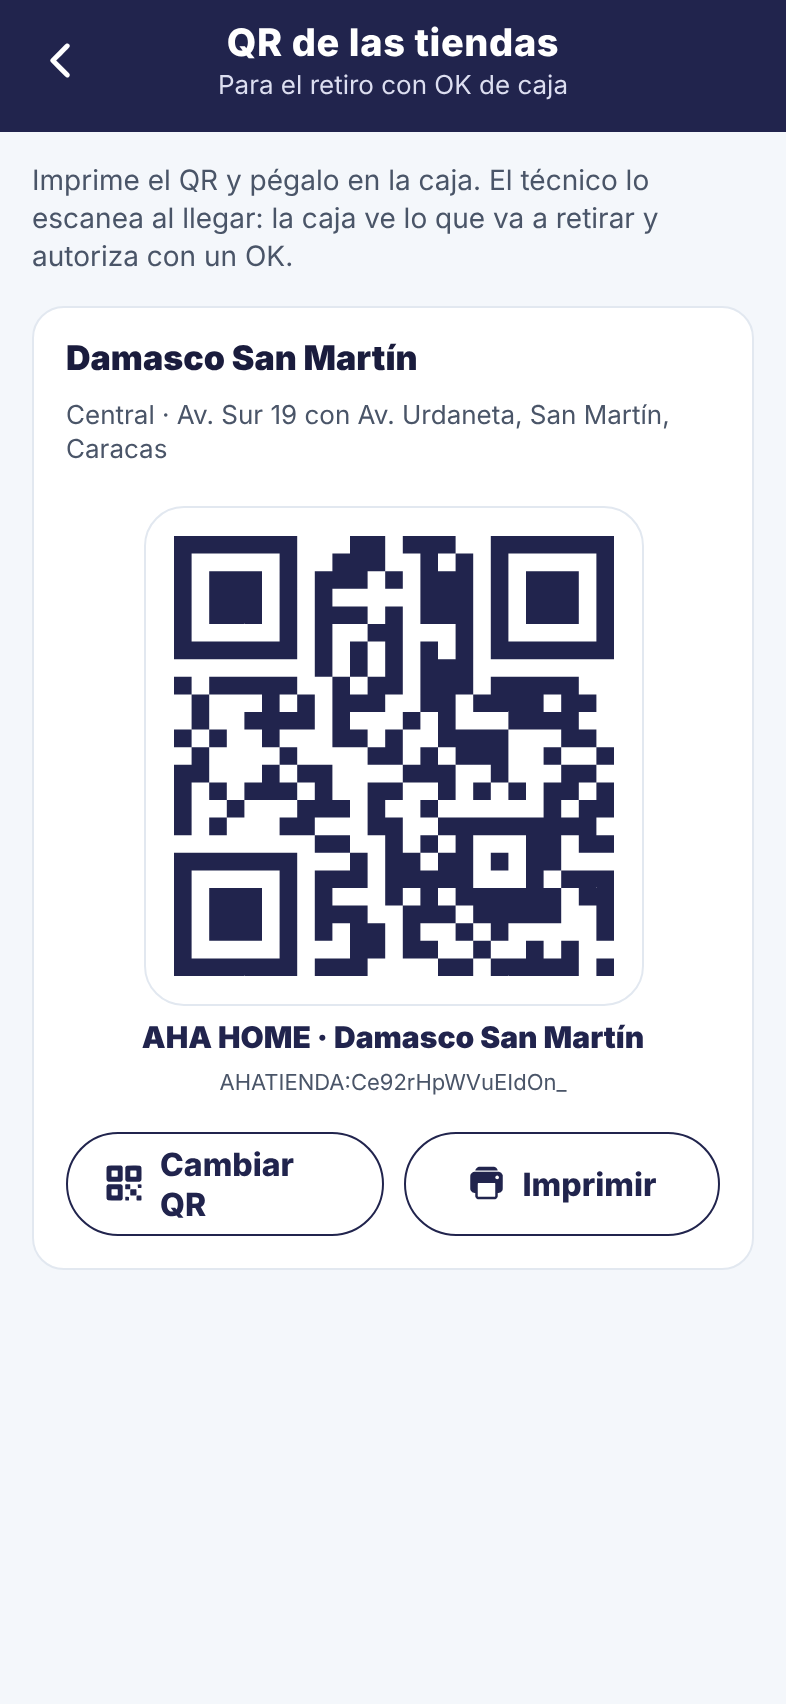 QR de las tiendas
Para el retiro con OK de caja
Imprime el QR y pégalo en la caja. El técnico lo
escanea al llegar: la caja ve lo que va a retirar y
autoriza con un OK.
Damasco San Martín
Central · Av. Sur 19 con Av. Urdaneta, San Martín,
Caracas
AHA HOME · Damasco San Martín
AHATIENDA:Ce92rHpWVuEIdOn_
Cambiar
QR
Imprimir